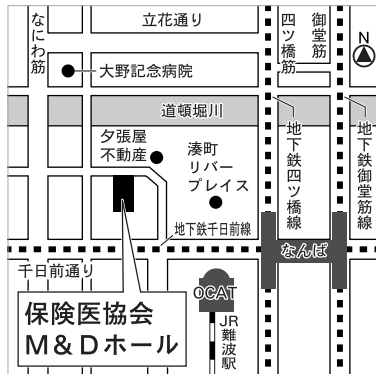 立花通り
なにわ筋
四ツ橋筋
御堂筋
N
大野記念病院
道頓堀川
夕張屋
不動産
湊町
リバー
プレイス
地下鉄四ツ橋線
地下鉄御堂筋線
地下鉄千日前線
なんば
千日前通り
OCAT
JR難波駅
保険医協会
M&Dホール